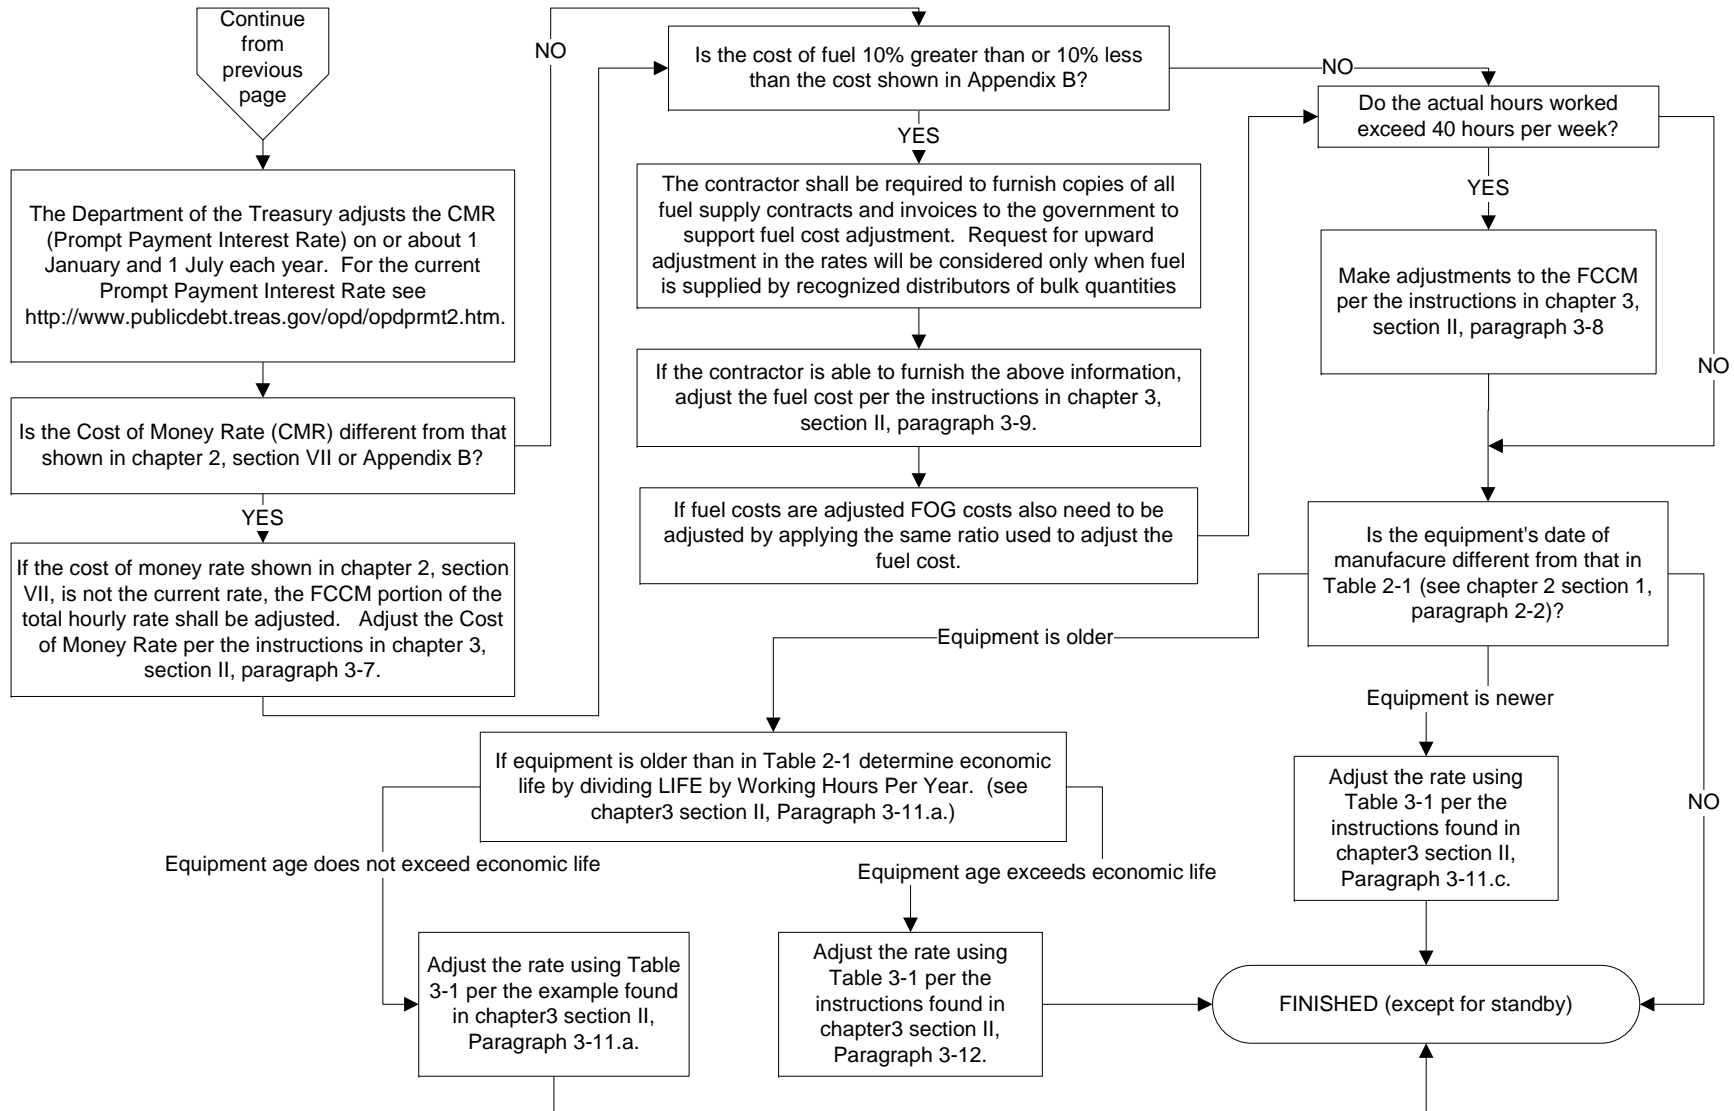 Continue
from
previous
page
The Department of the Treasury adjusts the CMR
(Prompt Payment Interest Rate) on or about 1
January and 1 July each year.  For the current
Prompt Payment Interest Rate see
http://www.publicdebt.treas.gov/opd/opdprmt2.htm.
Is the Cost of Money Rate (CMR) different from that
shown in chapter 2, section VII or Appendix B?
NO
YES
If the cost of money rate shown in chapter 2, section
VII, is not the current rate, the FCCM portion of the
total hourly rate shall be adjusted.   Adjust the Cost
of Money Rate per the instructions in chapter 3,
section II, paragraph 3-7.
Is the cost of fuel 10% greater than or 10% less
than the cost shown in Appendix B?
NO
YES
The contractor shall be required to furnish copies of all
fuel supply contracts and invoices to the government to
support fuel cost adjustment.  Request for upward
adjustment in the rates will be considered only when fuel
is supplied by recognized distributors of bulk quantities
If the contractor is able to furnish the above information,
adjust the fuel cost per the instructions in chapter 3,
section II, paragraph 3-9.
If fuel costs are adjusted FOG costs also need to be
adjusted by applying the same ratio used to adjust the
fuel cost.
Do the actual hours worked
exceed 40 hours per week?
YES
NO
Make adjustments to the FCCM
per the instructions in chapter 3,
section II, paragraph 3-8
Is the equipment's date of
manufacure different from that in
Table 2-1 (see chapter 2 section 1,
paragraph 2-2)?
Equipment is older
Equipment is newer
NO
If equipment is older than in Table 2-1 determine economic
life by dividing LIFE by Working Hours Per Year.  (see
chapter3 section II, Paragraph 3-11.a.)
Equipment age does not exceed economic life
Equipment age exceeds economic life
Adjust the rate using Table
3-1 per the example found
in chapter3 section II,
Paragraph 3-11.a.
Adjust the rate using
Table 3-1 per the
instructions found in
chapter3 section II,
Paragraph 3-12.
Adjust the rate using
Table 3-1 per the
instructions found in
chapter3 section II,
Paragraph 3-11.c.
FINISHED (except for standby)